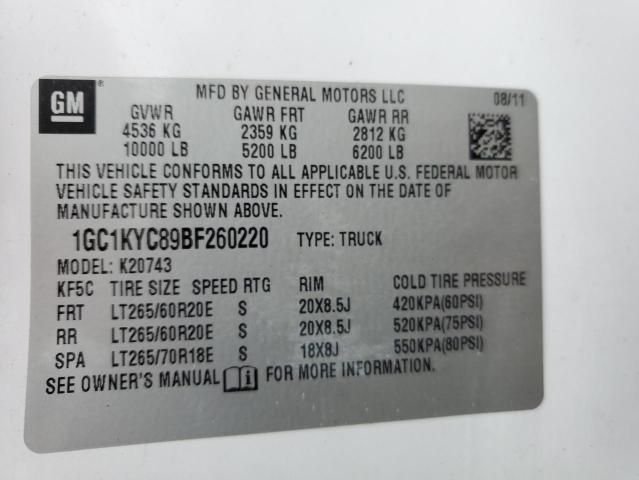 GM
MFD BY GENERAL MOTORS LLC 08/11
GVWR GAWR FRT GAWR RR
4536 KG 2359 KG 2812 KG
10000 LB 5200 LB 6200 LB
THIS VEHICLE CONFORMS TO ALL APPLICABLE U.S. FEDERAL MOTOR
VEHICLE SAFETY STANDARDS IN EFFECT ON THE DATE OF
MANUFACTURE SHOWN ABOVE.
1GC1KYC89BF260220 TYPE: TRUCK
MODEL: K20743
KF5C TIRE SIZE SPEED RTG RIM COLD TIRE PRESSURE
FRT LT265/60R20E S 20X8.5J 420KPA(60PSI)
RR LT265/60R20E S 20X8.5J 520KPA(75PSI)
SPA LT265/70R18E S 18X8J 550KPA(80PSI)
SEE OWNER'S MANUAL FOR MORE INFORMATION.